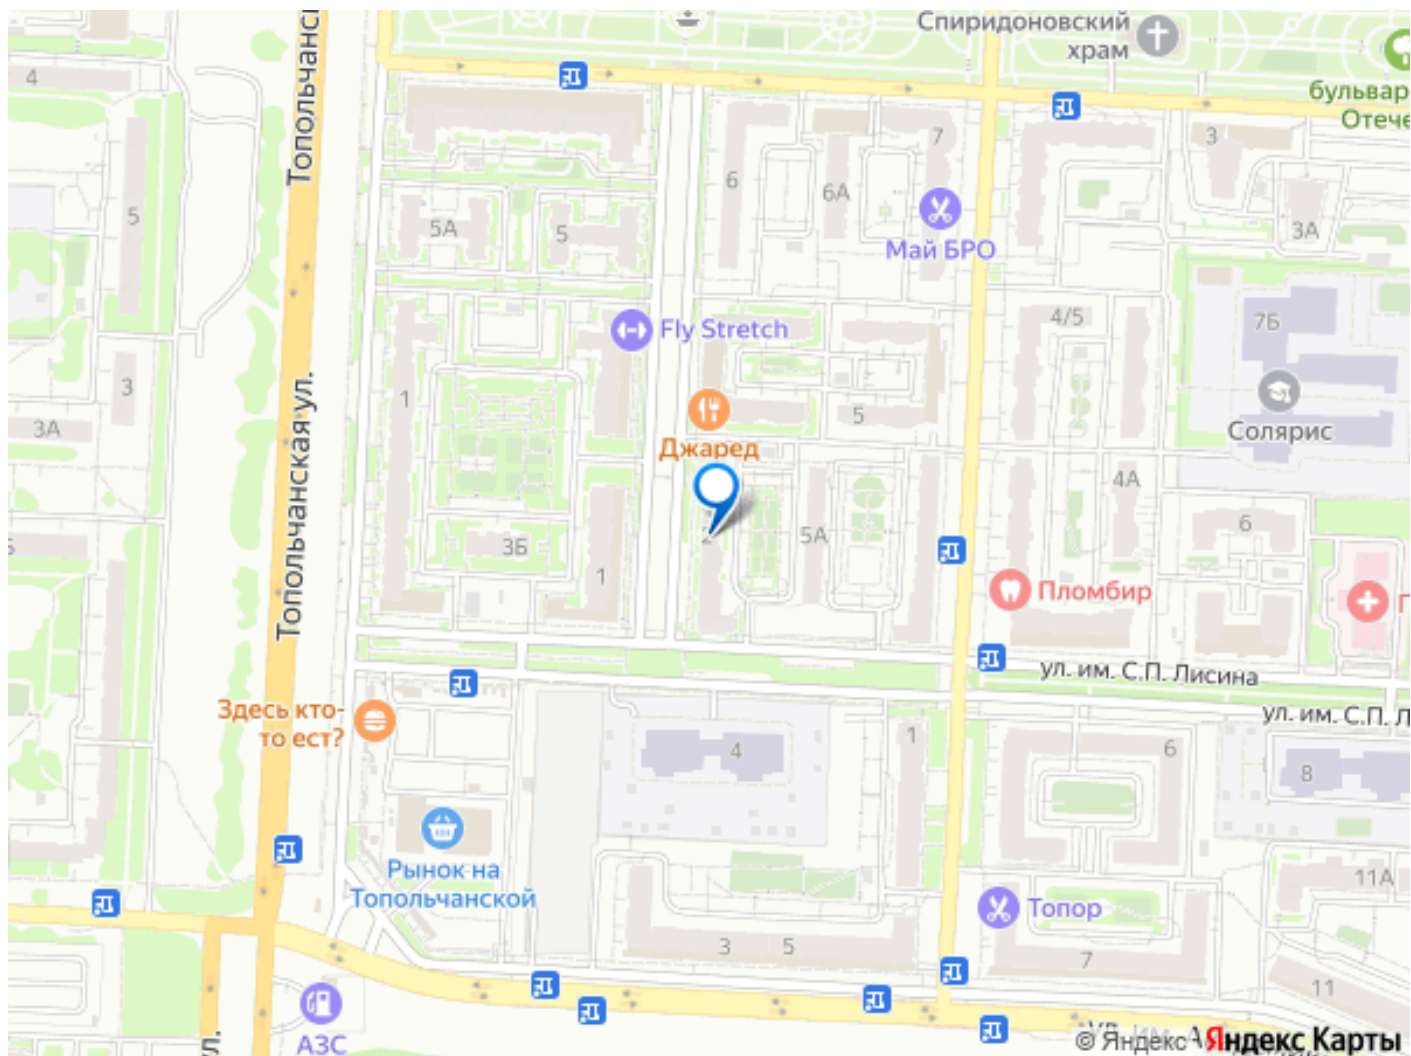 Спиридоновский
храм
бульвар
Отече
4
Топольчанск
7
3
6
6А
5
5А
5
3А
Май БРО
4/5
7Б
Fly Stretch
Топольчанская ул.
3
1
5
3А
Солярис
Джаред
4А
2
5А
6
3Б
1
Пломбир
ул. им. С.П. Лисина
Здесь кто-
то ест?
ул. им. С.П. Л
1
4
6
8
Рынок на
Топольчанской
11А
Топор
3
5
7
11
АЗС
© Яндекс Яндекс Карты